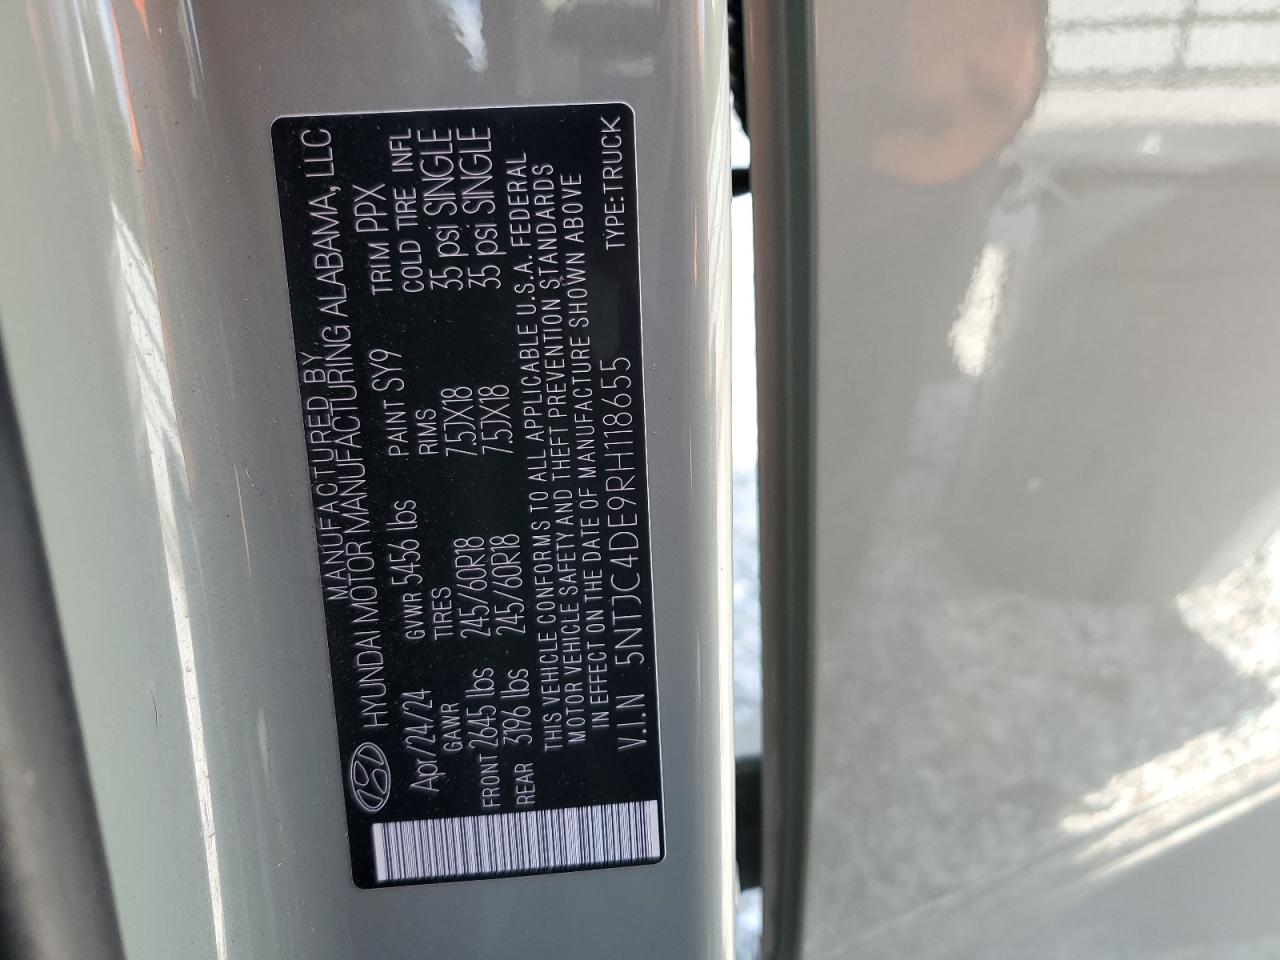 MANUFACTURED BY
HYUNDAI MOTOR MANUFACTURING ALABAMA, LLC
Apr/24/24 GVWR 5456 lbs PAINT SY9 TRIM PPX
GAWR TIRES RIMS COLD TIRE INFL
FRONT 2645 lbs 245/60R18 7.5JX18 35 psi SINGLE
REAR 3196 lbs 245/60R18 7.5JX18 35 psi SINGLE
THIS VEHICLE CONFORMS TO ALL APPLICABLE U.S.A. FEDERAL
MOTOR VEHICLE SAFETY AND THEFT PREVENTION STANDARDS
IN EFFECT ON THE DATE OF MANUFACTURE SHOWN ABOVE
V.I.N 5NTJC4DE9RH118655 TYPE:TRUCK